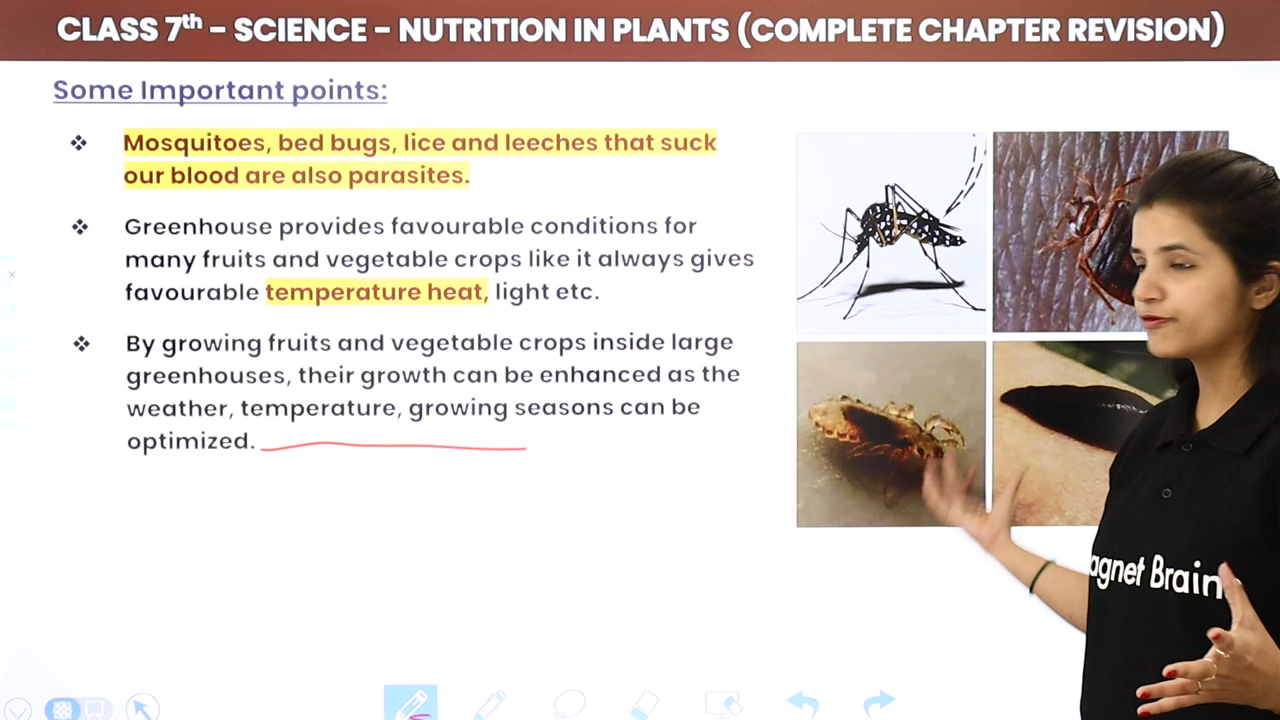 CLASS 7th – SCIENCE – NUTRITION IN PLANTS (COMPLETE CHAPTER REVISION)
Some Important points:
❖ Mosquitoes, bed bugs, lice and leeches that suck
our blood are also parasites.
❖ Greenhouse provides favourable conditions for
many fruits and vegetable crops like it always gives
favourable temperature heat, light etc.
❖ By growing fruits and vegetable crops inside large
greenhouses, their growth can be enhanced as the
weather, temperature, growing seasons can be
optimized.
agnet Brain